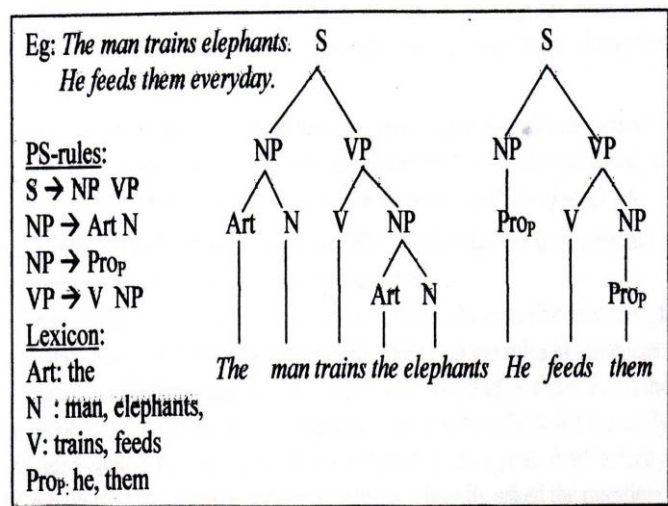 Eg: The man trains elephants. S S
He feeds them everyday.
NP VP NP VP
PS-rules:
S → NP VP
NP → Art N Art N V NP Prop V NP
NP → Prop
VP → V NP Art N Prop
Lexicon:
Art: the The man trains the elephants He feeds them
N : man, elephants,
V: trains, feeds
Prop: he, them